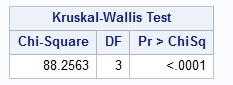 Kruskal-Wallis Test
Chi-Square DF Pr > ChiSq
88.2563 3 <.0001